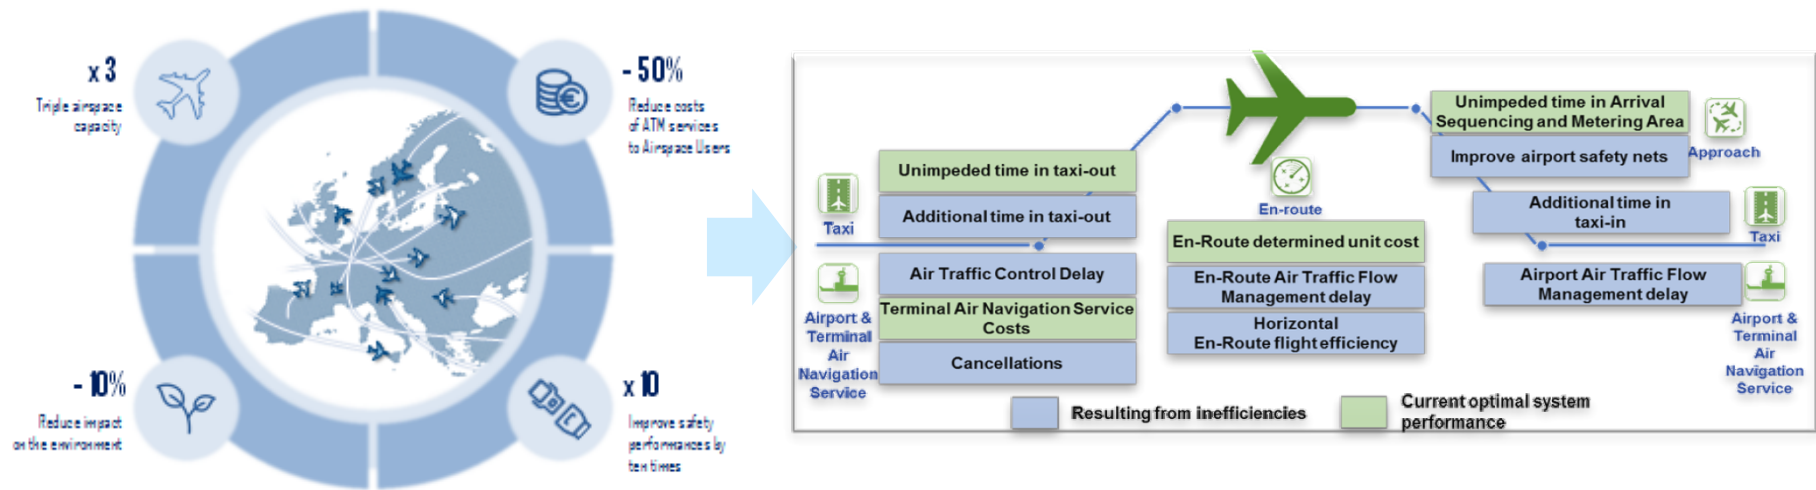 x 3
Triple airspace
capacity
- 50%
Reduce costs
of ATM services
to Airspace Users
- 10%
Reduce impact
on the environment
x 10
Improve safety
performances by
ten times
Unimpeded time in taxi-out
Additional time in taxi-out
Taxi
Air Traffic Control Delay
Terminal Air Navigation Service
Costs
Cancellations
Airport &
Terminal
Air
Navigation
Service
En-route
En-Route determined unit cost
En-Route Air Traffic Flow
Management delay
Horizontal
En-Route flight efficiency
Unimpeded time in Arrival
Sequencing and Metering Area
Improve airport safety nets
Approach
Additional time in
taxi-in
Taxi
Airport Air Traffic Flow
Management delay
Airport &
Terminal
Air
Navigation
Service
Resulting from inefficiencies
Current optimal system
performance